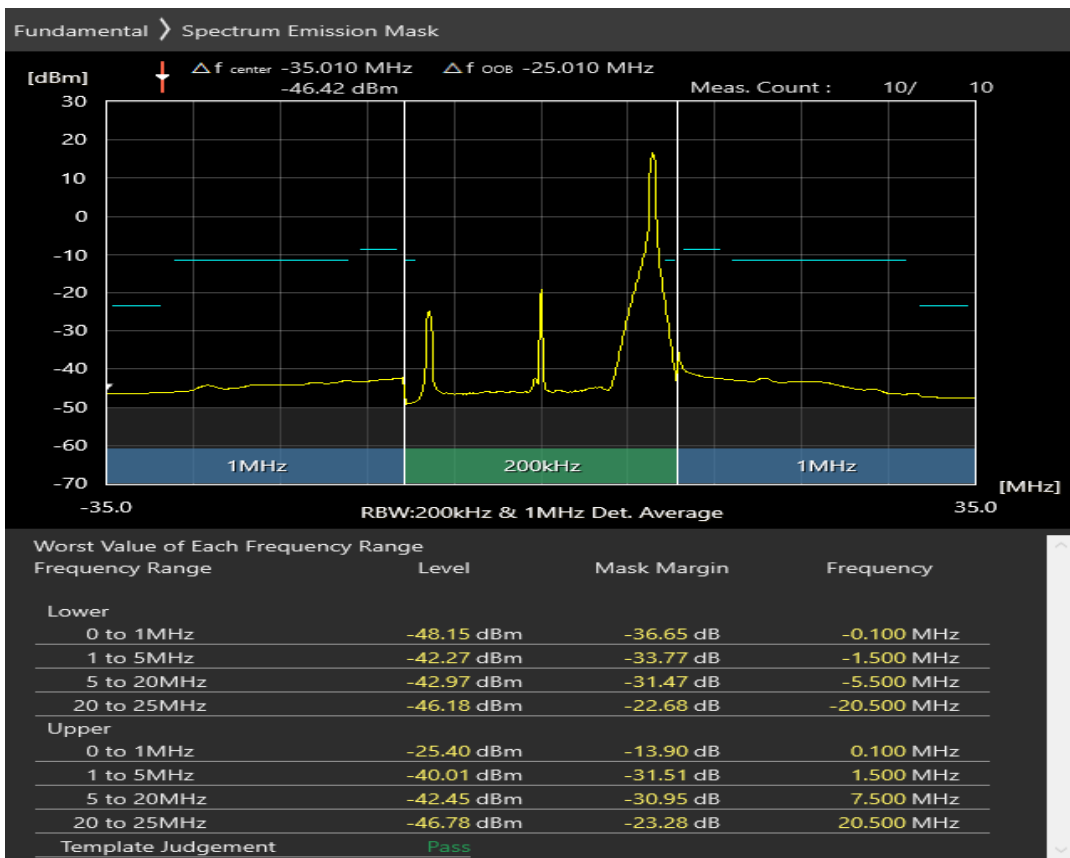 Fundamental 〉 Spectrum Emission Mask
[dBm] △f center -35.010 MHz △f OOB -25.010 MHz
-46.42 dBm Meas. Count : 10/ 10
30
20
10
0
-10
-20
-30
-40
-50
-60
-70
1MHz 200kHz 1MHz
[MHz]
-35.0 RBW:200kHz & 1MHz Det. Average 35.0
Worst Value of Each Frequency Range
Frequency Range Level Mask Margin Frequency
Lower
0 to 1MHz -48.15 dBm -36.65 dB -0.100 MHz
1 to 5MHz -42.27 dBm -33.77 dB -1.500 MHz
5 to 20MHz -42.97 dBm -31.47 dB -5.500 MHz
20 to 25MHz -46.18 dBm -22.68 dB -20.500 MHz
Upper
0 to 1MHz -25.40 dBm -13.90 dB 0.100 MHz
1 to 5MHz -40.01 dBm -31.51 dB 1.500 MHz
5 to 20MHz -42.45 dBm -30.95 dB 7.500 MHz
20 to 25MHz -46.78 dBm -23.28 dB 20.500 MHz
Template Judgement Pass